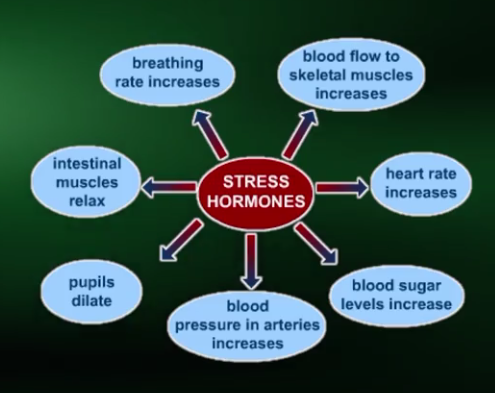 breathing
rate increases
blood flow to
skeletal muscles
increases
intestinal
muscles
relax
STRESS
HORMONES
heart rate
increases
pupils
dilate
blood
pressure in arteries
increases
blood sugar
levels increase